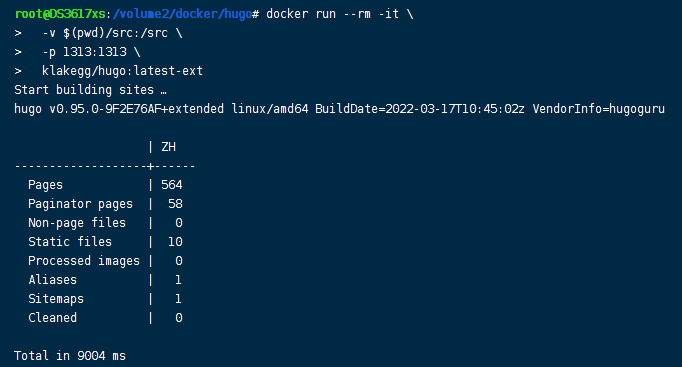 root@DS3617xs:/volume2/docker/hugo# docker run --rm -it \
>   -v $(pwd)/src:/src \
>   -p 1313:1313 \
>   klakegg/hugo:latest-ext
Start building sites …
hugo v0.95.0-9F2E76AF+extended linux/amd64 BuildDate=2022-03-17T10:45:02z VendorInfo=hugoguru

                   | ZH
-------------------+------
  Pages            | 564
  Paginator pages  |  58
  Non-page files   |   0
  Static files     |  10
  Processed images |   0
  Aliases          |   1
  Sitemaps         |   1
  Cleaned          |   0

Total in 9004 ms